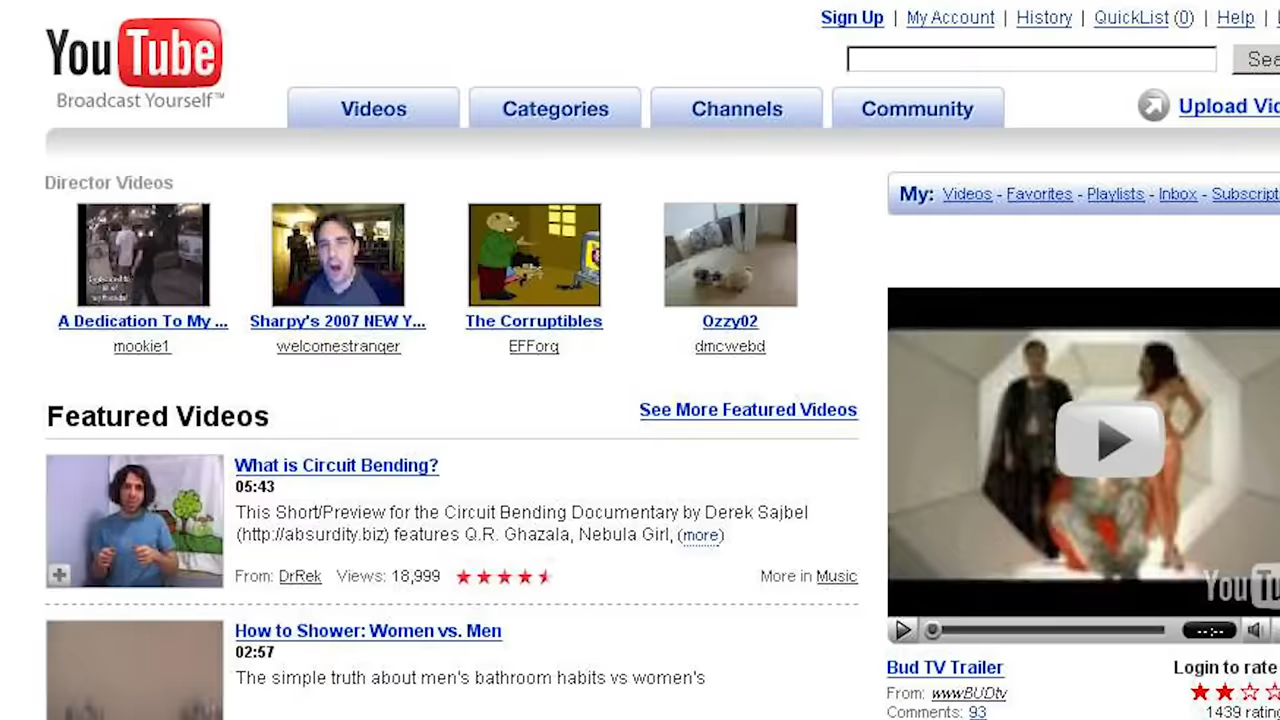 Sign Up | My Account | History | QuickList (0) | Help |
YouTube
Broadcast Yourself™
Videos
Categories
Channels
Community
Director Videos
A Dedication To My ...
mookie1
Sharpy's 2007 NEW Y...
welcomestranger
The Corruptibles
EFForg
Ozzy02
dmcwebd
My: Videos - Favorites - Playlists - Inbox -
Featured Videos
See More Featured Videos
What is Circuit Bending?
05:43
This Short/Preview for the Circuit Bending Documentary by Derek Sajbel
(http://absurdity.biz) features Q.R. Ghazala, Nebula Girl, (more)
From: DrRek Views: 18,999
More in Music
How to Shower: Women vs. Men
02:57
The simple truth about men's bathroom habits vs women's
--:--
Bud TV Trailer
From: wwwBUDtv
Comments: 93
Login to rate
1439